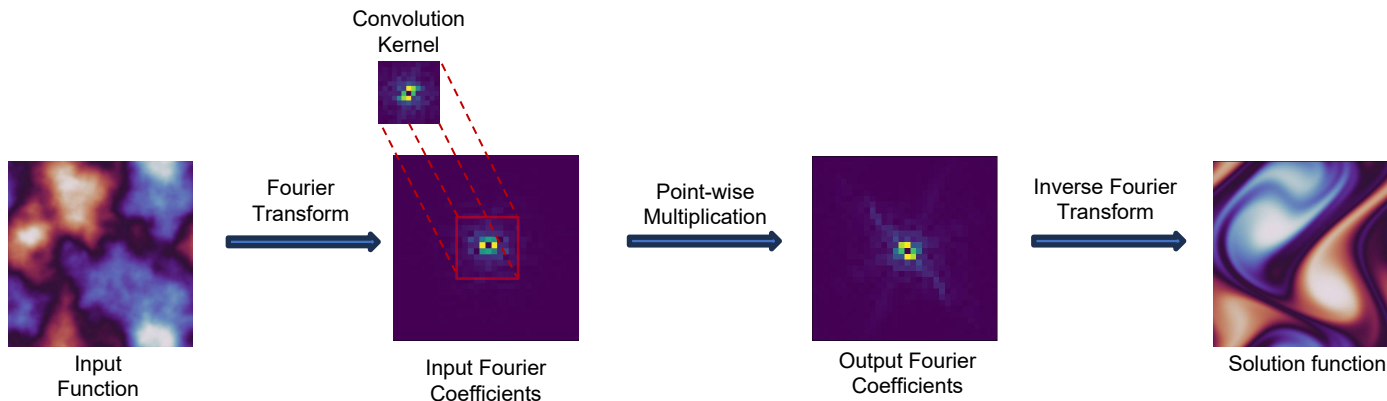 Convolution
Kernel
Fourier
Transform
Point-wise
Multiplication
Inverse Fourier
Transform
Input
Function
Input Fourier
Coefficients
Output Fourier
Coefficients
Solution function